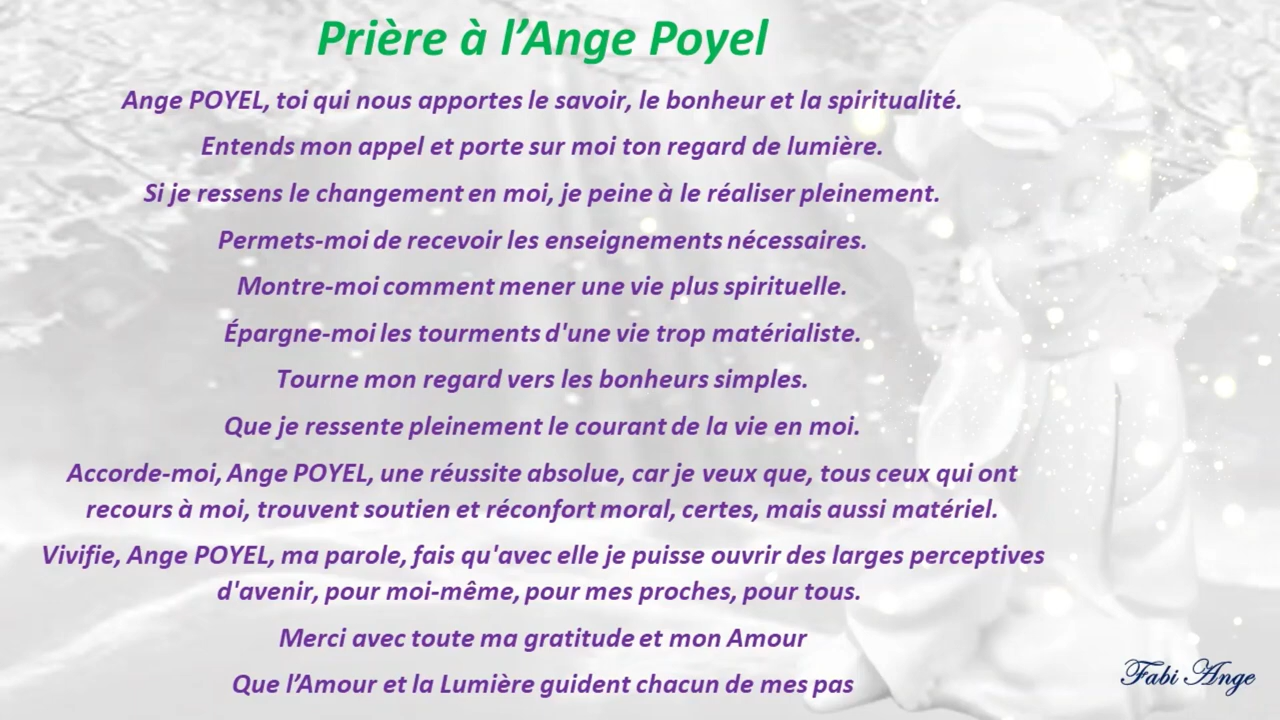 Prière à l’Ange Poyel
Ange POYEL, toi qui nous apportes le savoir, le bonheur et la spiritualité.
Entends mon appel et porte sur moi ton regard de lumière.
Si je ressens le changement en moi, je peine à le réaliser pleinement.
Permets-moi de recevoir les enseignements nécessaires.
Montre-moi comment mener une vie plus spirituelle.
Épargne-moi les tourments d'une vie trop matérialiste.
Tourne mon regard vers les bonheurs simples.
Que je ressente pleinement le courant de la vie en moi.
Accorde-moi, Ange POYEL, une réussite absolue, car je veux que, tous ceux qui ont
recours à moi, trouvent soutien et réconfort moral, certes, mais aussi matériel.
Vivifie, Ange POYEL, ma parole, fais qu'avec elle je puisse ouvrir des larges perceptives
d'avenir, pour moi-même, pour mes proches, pour tous.
Merci avec toute ma gratitude et mon Amour
Que l’Amour et la Lumière guident chacun de mes pas
Fabi Ange